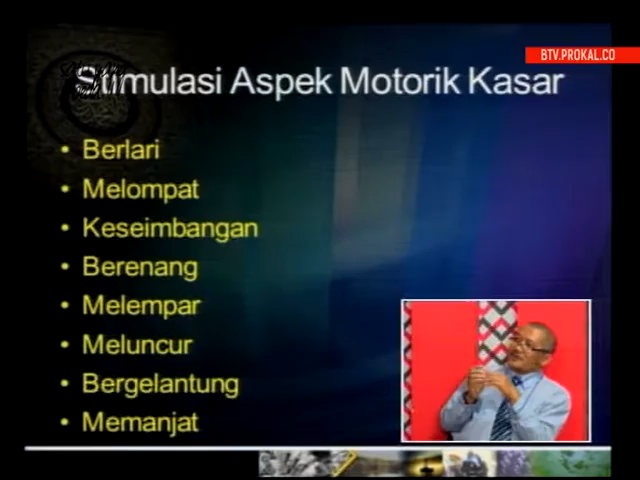 BTV.PROKAL.CO
Stimulasi Aspek Motorik Kasar
• Berlari
• Melompat
• Keseimbangan
• Berenang
• Melempar
• Meluncur
• Bergelantung
• Memanjat